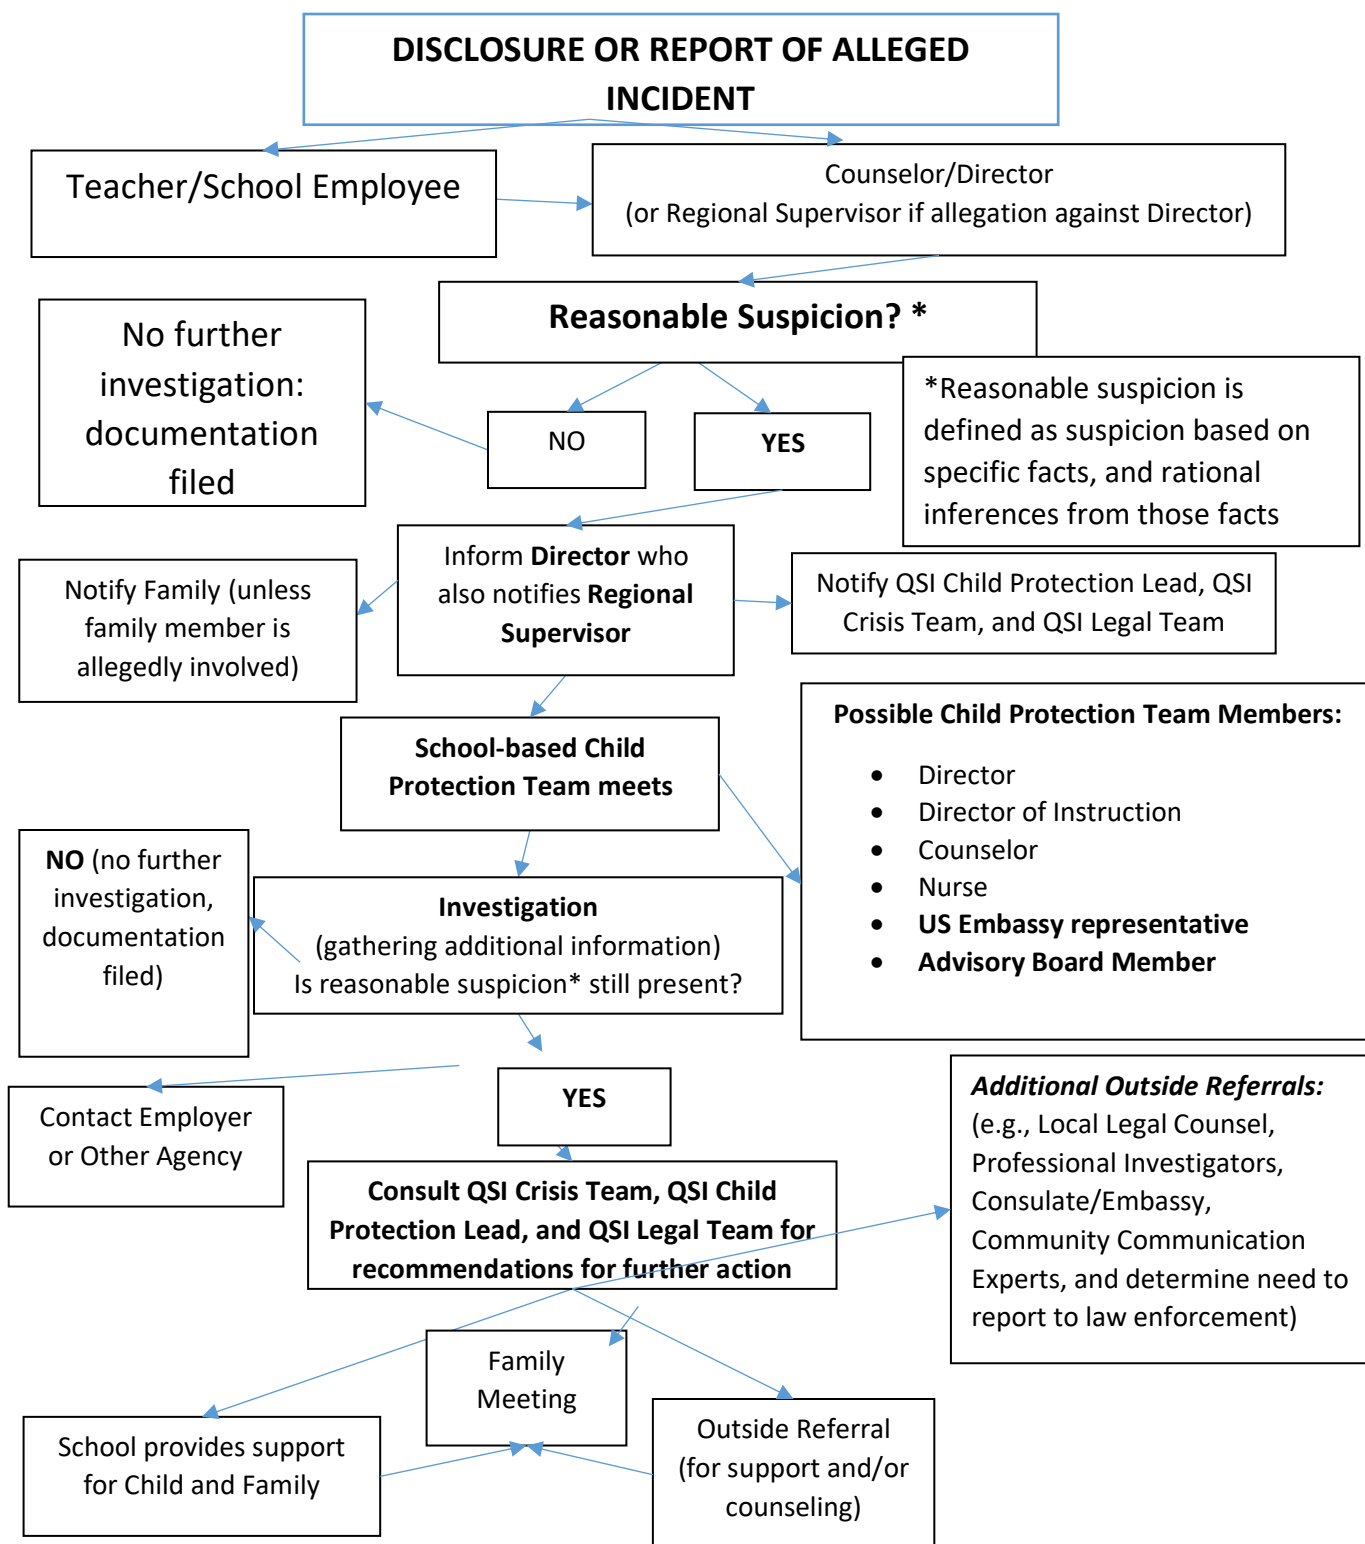 DISCLOSURE OR REPORT OF ALLEGED
INCIDENT
Teacher/School Employee
Counselor/Director
(or Regional Supervisor if allegation against Director)
Reasonable Suspicion? *
No further
investigation:
documentation
filed
NO
YES
*Reasonable suspicion is
defined as suspicion based on
specific facts, and rational
inferences from those facts
Inform Director who
also notifies Regional
Supervisor
Notify Family (unless
family member is
allegedly involved)
Notify QSI Child Protection Lead, QSI
Crisis Team, and QSI Legal Team
School-based Child
Protection Team meets
Possible Child Protection Team Members:
• Director
• Director of Instruction
• Counselor
• Nurse
• US Embassy representative
• Advisory Board Member
NO (no further
investigation,
documentation
filed)
Investigation
(gathering additional information)
Is reasonable suspicion* still present?
YES
Contact Employer
or Other Agency
Additional Outside Referrals:
(e.g., Local Legal Counsel,
Professional Investigators,
Consulate/Embassy,
Community Communication
Experts, and determine need to
report to law enforcement)
Consult QSI Crisis Team, QSI Child
Protection Lead, and QSI Legal Team for
recommendations for further action
Family
Meeting
School provides support
for Child and Family
Outside Referral
(for support and/or
counseling)